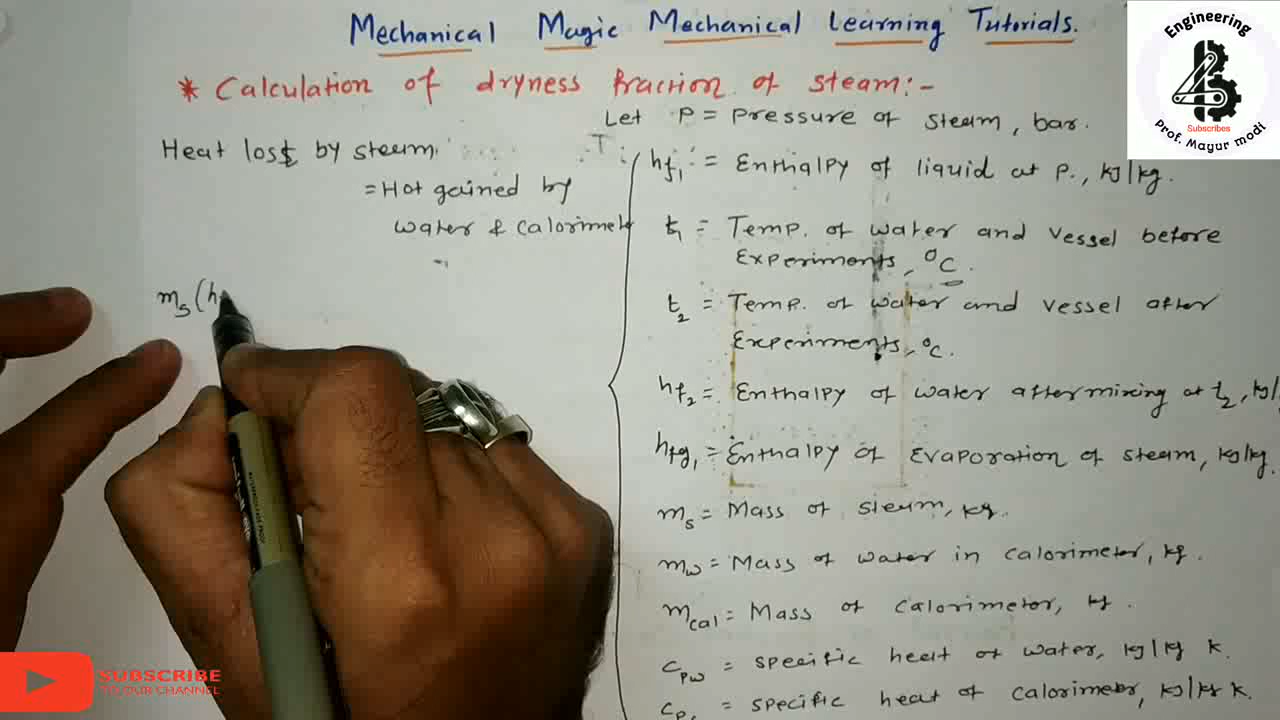 Mechanical Magic Mechanical Learning Tutorials.
* Calculation of dryness fraction of steam:-
Heat lost by steam
= Hot gained by
water & calorimete
ms (h
Let P = Pressure of steam, bar.
hf1 = Enthalpy of liquid at P., kJ/kg.
t1 = Temp. of water and vessel before
Experiments, °C.
t2 = Temp. of water and vessel after
Experiments, °C.
hf2 = Enthalpy of water after mixing at t2, kJ/
hfg1 = Enthalpy of Evaporation of steam, kJ/kg.
ms = Mass of steam, kg.
mw = Mass of water in calorimeter, kg.
mcal = Mass of calorimeter, kg.
cpw = specific heat of water, kJ/kg k.
= specific heat of calorimeter, kJ/kg k.
Engineering
Subscribes
Prof. Mayur modi
SUBSCRIBE
TO OUR CHANNEL